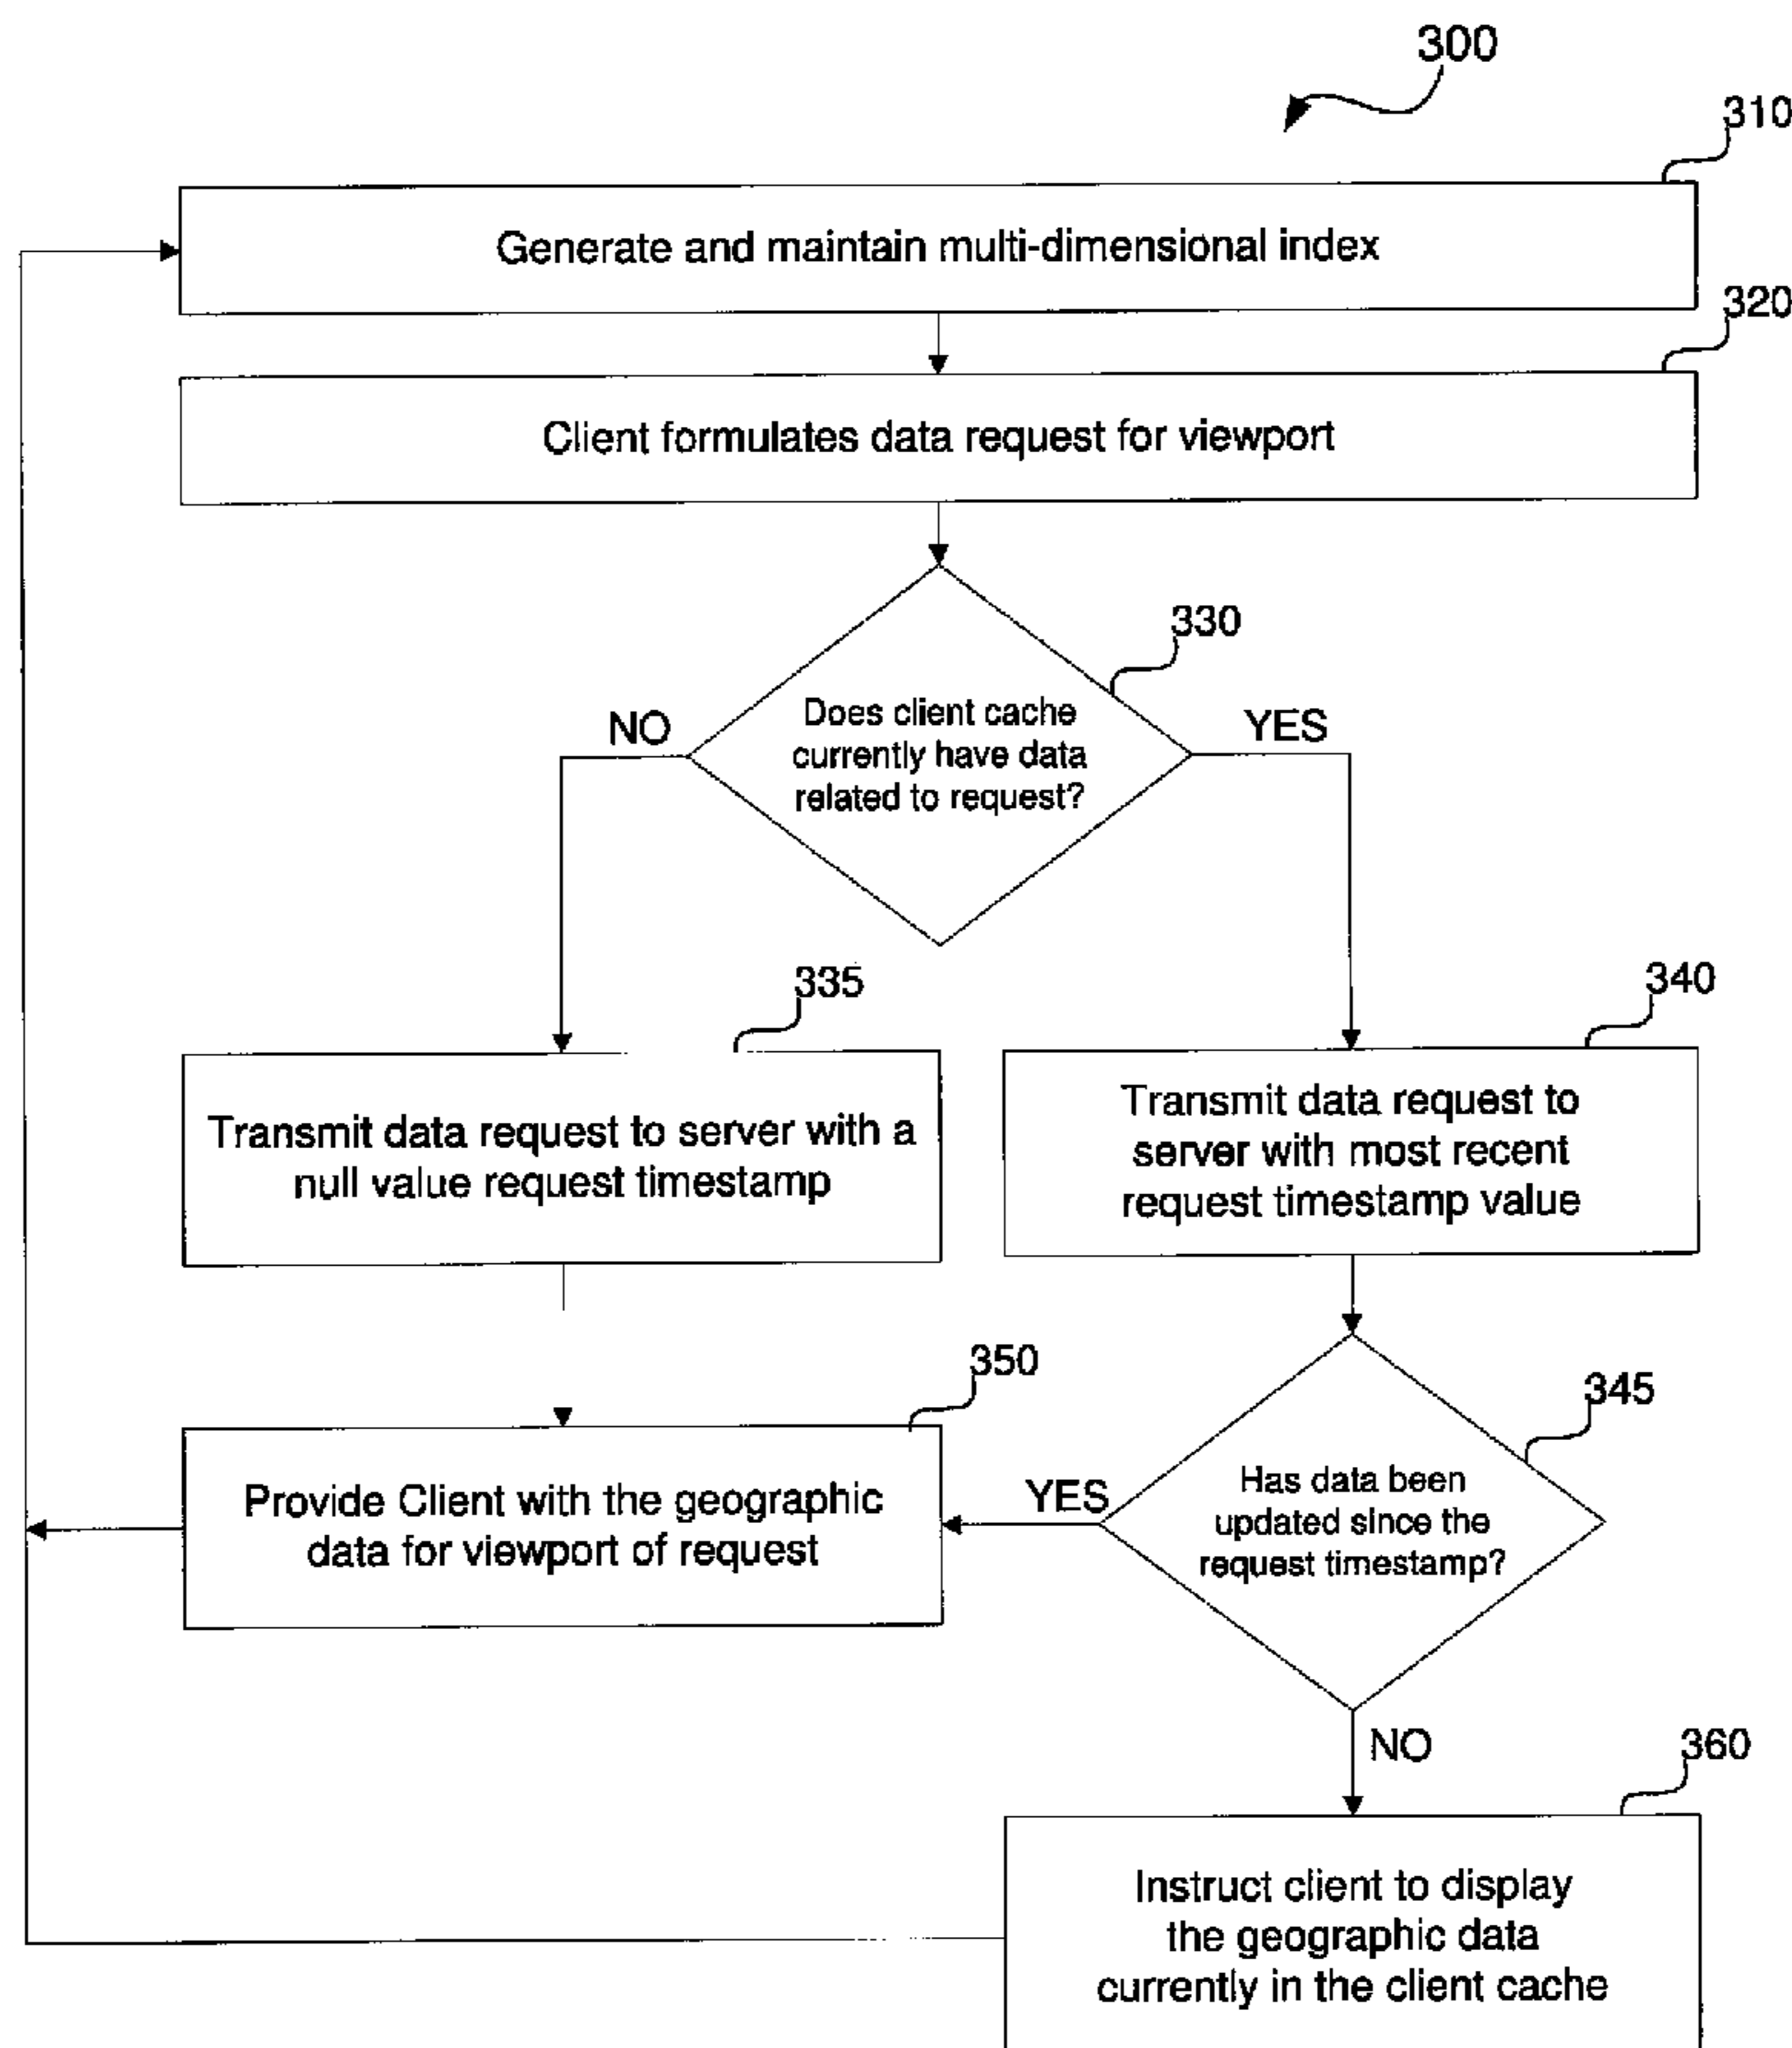 300
310
Generate and maintain multi-dimensional index
320
Client formulates data request for viewport
330
NO
Does client cache
currently have data
related to request?
YES
335
340
Transmit data request to server with a
null value request timestamp
Transmit data request to
server with most recent
request timestamp value
350
345
Provide Client with the geographic
data for viewport of request
YES
Has data been
updated since the
request timestamp?
NO
360
Instruct client to display
the geographic data
currently in the client cache